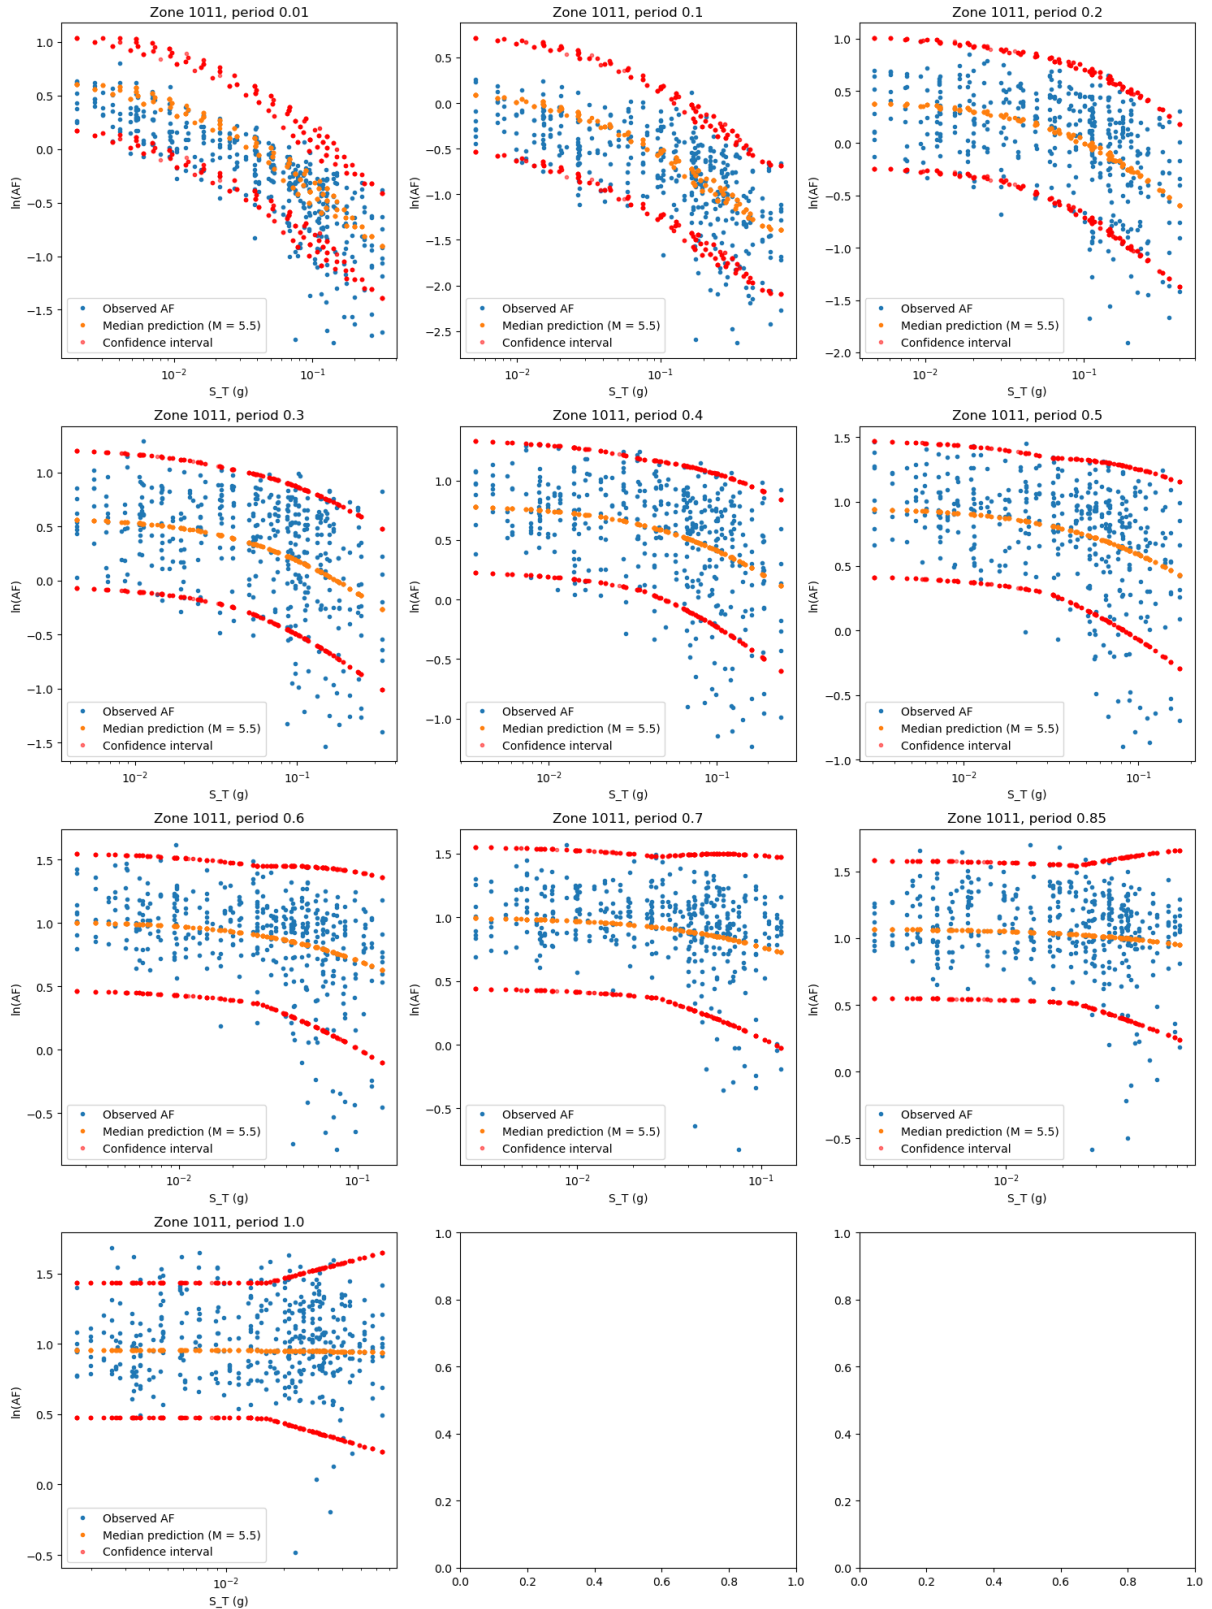 Zone 1011, period 0.01
ln(AF)
1.0
0.5
0.0
−0.5
−1.0
−1.5
Observed AF
Median prediction (M = 5.5)
Confidence interval
10⁻²
10⁻¹
S_T (g)
Zone 1011, period 0.1
ln(AF)
0.5
0.0
−0.5
−1.0
−1.5
−2.0
−2.5
Observed AF
Median prediction (M = 5.5)
Confidence interval
10⁻²
10⁻¹
S_T (g)
Zone 1011, period 0.2
ln(AF)
1.0
0.5
0.0
−0.5
−1.0
−1.5
−2.0
Observed AF
Median prediction (M = 5.5)
Confidence interval
10⁻²
10⁻¹
S_T (g)
Zone 1011, period 0.3
ln(AF)
1.0
0.5
0.0
−0.5
−1.0
−1.5
Observed AF
Median prediction (M = 5.5)
Confidence interval
10⁻²
10⁻¹
S_T (g)
Zone 1011, period 0.4
ln(AF)
1.0
0.5
0.0
−0.5
−1.0
Observed AF
Median prediction (M = 5.5)
Confidence interval
10⁻²
10⁻¹
S_T (g)
Zone 1011, period 0.5
ln(AF)
1.5
1.0
0.5
0.0
−0.5
−1.0
Observed AF
Median prediction (M = 5.5)
Confidence interval
10⁻²
10⁻¹
S_T (g)
Zone 1011, period 0.6
ln(AF)
1.5
1.0
0.5
0.0
−0.5
Observed AF
Median prediction (M = 5.5)
Confidence interval
10⁻²
10⁻¹
S_T (g)
Zone 1011, period 0.7
ln(AF)
1.5
1.0
0.5
0.0
−0.5
Observed AF
Median prediction (M = 5.5)
Confidence interval
10⁻²
10⁻¹
S_T (g)
Zone 1011, period 0.85
ln(AF)
1.5
1.0
0.5
0.0
−0.5
Observed AF
Median prediction (M = 5.5)
Confidence interval
10⁻²
S_T (g)
Zone 1011, period 1.0
ln(AF)
1.5
1.0
0.5
0.0
−0.5
Observed AF
Median prediction (M = 5.5)
Confidence interval
10⁻²
S_T (g)
1.0
0.8
0.6
0.4
0.2
0.0
0.0 0.2 0.4 0.6 0.8 1.0
1.0
0.8
0.6
0.4
0.2
0.0
0.0 0.2 0.4 0.6 0.8 1.0